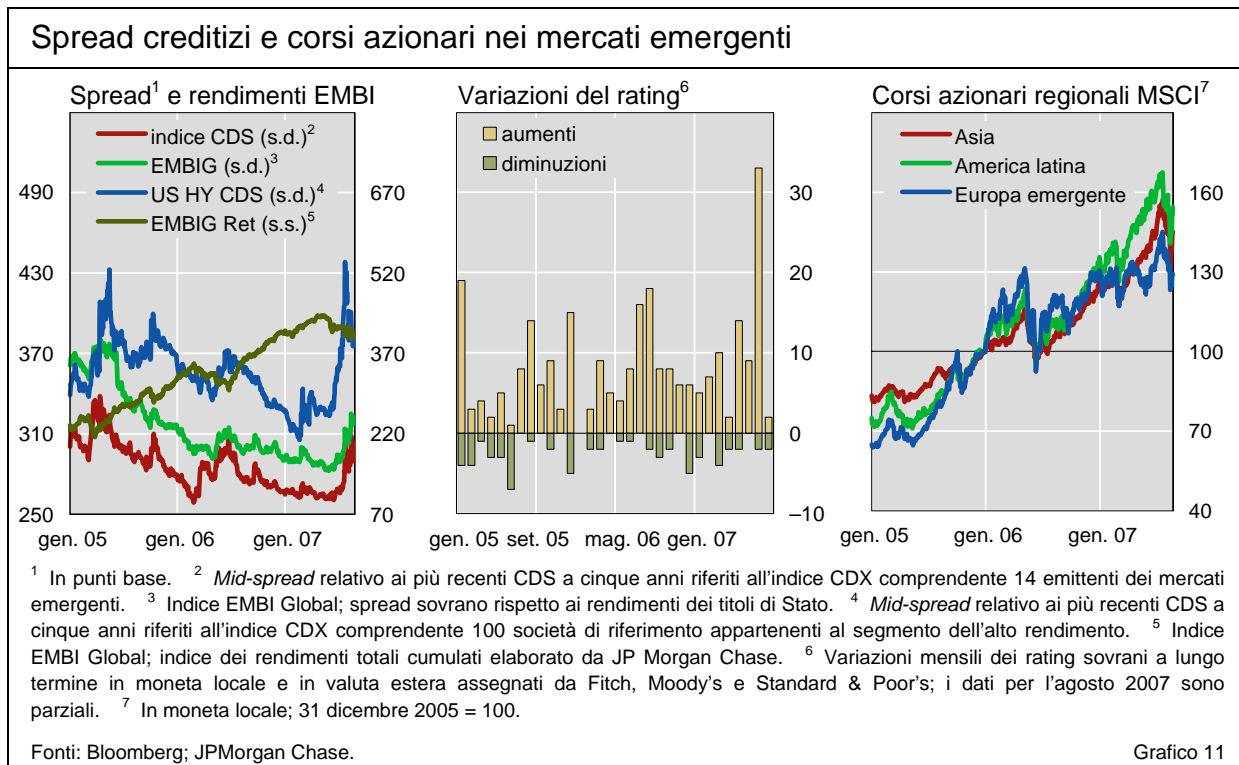 Spread creditizi e corsi azionari nei mercati emergenti
Spread¹ e rendimenti EMBI
indice CDS (s.d.)²
EMBIG (s.d.)³
US HY CDS (s.d.)⁴
EMBIG Ret (s.s.)⁵
490
430
370
310
250
670
520
370
220
70
gen. 05 gen. 06 gen. 07
Variazioni del rating⁶
aumenti
diminuzioni
30
20
10
0
–10
gen. 05 set. 05 mag. 06 gen. 07
Corsi azionari regionali MSCI⁷
Asia
America latina
Europa emergente
160
130
100
70
40
gen. 05 gen. 06 gen. 07
¹ In punti base. ² Mid-spread relativo ai più recenti CDS a cinque anni riferiti all'indice CDX comprendente 14 emittenti dei mercati
emergenti. ³ Indice EMBI Global; spread sovrano rispetto ai rendimenti dei titoli di Stato. ⁴ Mid-spread relativo ai più recenti CDS a
cinque anni riferiti all'indice CDX comprendente 100 società di riferimento appartenenti al segmento dell'alto rendimento. ⁵ Indice
EMBI Global; indice dei rendimenti totali cumulati elaborato da JP Morgan Chase. ⁶ Variazioni mensili dei rating sovrani a lungo
termine in moneta locale e in valuta estera assegnati da Fitch, Moody's e Standard & Poor's; i dati per l'agosto 2007 sono
parziali. ⁷ In moneta locale; 31 dicembre 2005 = 100.
Fonti: Bloomberg; JPMorgan Chase.
Grafico 11